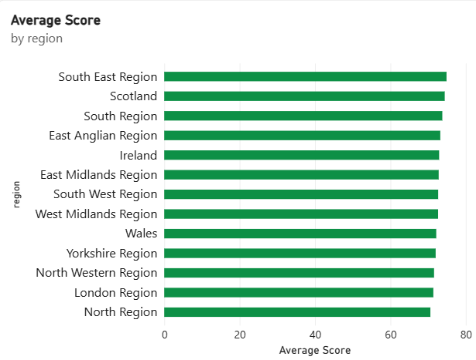 Average Score
by region
South East Region
Scotland
South Region
East Anglian Region
Ireland
East Midlands Region
South West Region
West Midlands Region
Wales
Yorkshire Region
North Western Region
London Region
North Region
region
0 20 40 60 80
Average Score